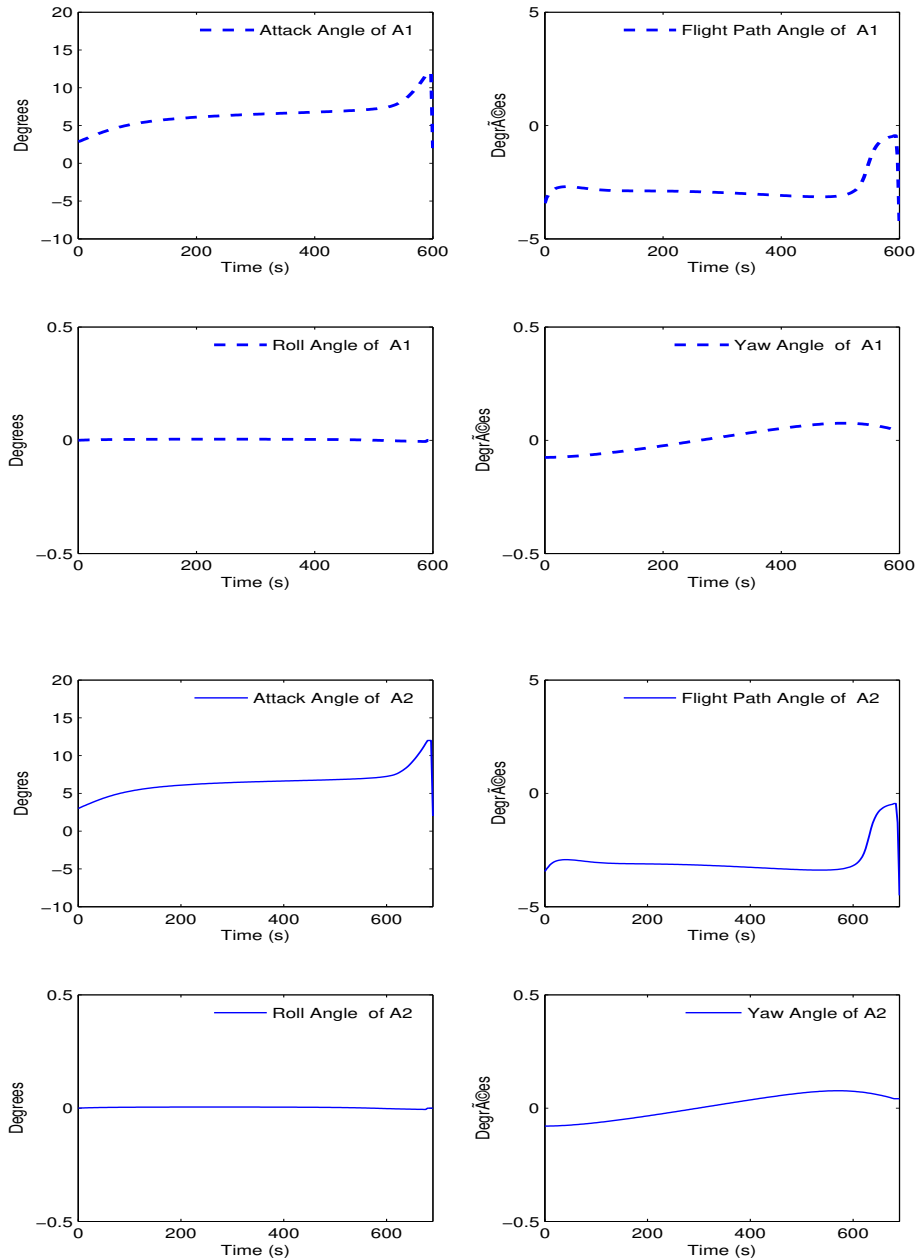 Attack Angle of A1
20
15
10
5
0
−5
−10
0
200
400
600
Degrees
Time (s)
Flight Path Angle of A1
5
0
−5
0
200
400
600
DegrÃ©es
Time (s)
Roll Angle of A1
0.5
0
−0.5
0
200
400
600
Degrees
Time (s)
Yaw Angle of A1
0.5
0
−0.5
0
200
400
600
DegrÃ©es
Time (s)
Attack Angle of A2
20
15
10
5
0
−5
−10
0
200
400
600
Degres
Time (s)
Flight Path Angle of A2
5
0
−5
0
200
400
600
DegrÃ©es
Time (s)
Roll Angle of A2
0.5
0
−0.5
0
200
400
600
Degrees
Time (s)
Yaw Angle of A2
0.5
0
−0.5
0
200
400
600
DegrÃ©es
Time (s)